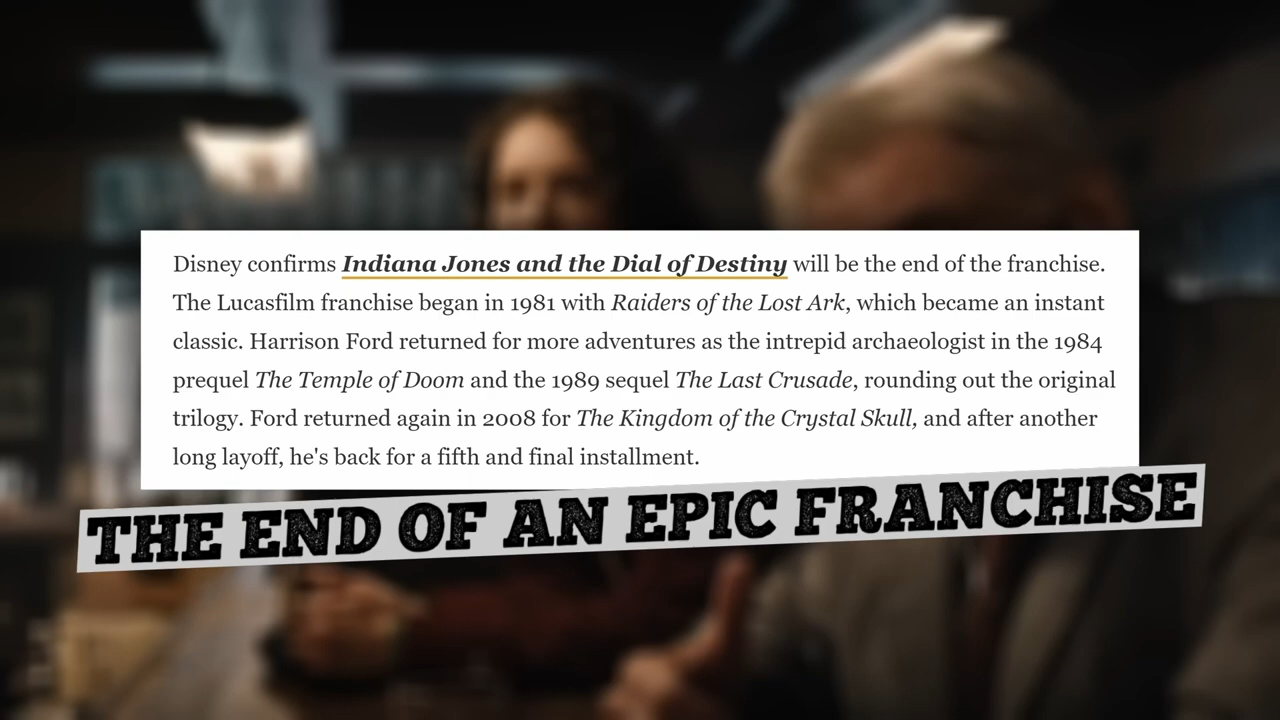 Disney confirms Indiana Jones and the Dial of Destiny will be the end of the franchise.
The Lucasfilm franchise began in 1981 with Raiders of the Lost Ark, which became an instant
classic. Harrison Ford returned for more adventures as the intrepid archaeologist in the 1984
prequel The Temple of Doom and the 1989 sequel The Last Crusade, rounding out the original
trilogy. Ford returned again in 2008 for The Kingdom of the Crystal Skull, and after another
long layoff, he's back for a fifth and final installment.
THE END OF AN EPIC FRANCHISE